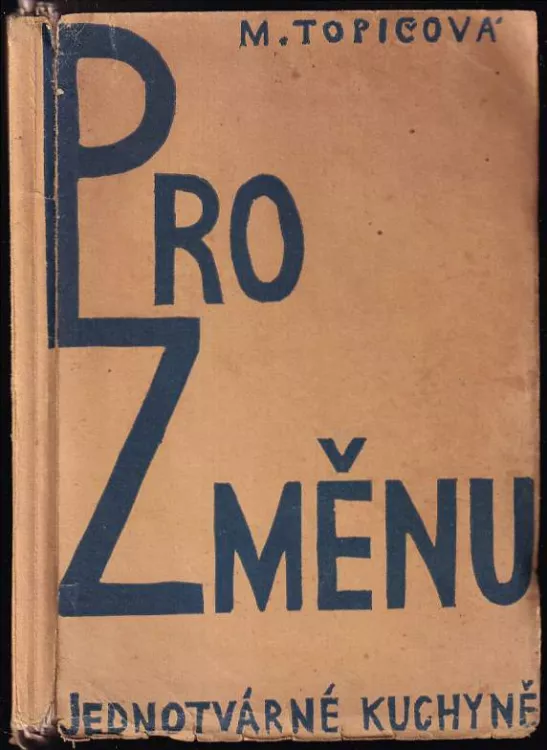 M. TOPIČOVÁ
PRO
ZMĚNU
JEDNOTVÁRNÉ KUCHYNĚ